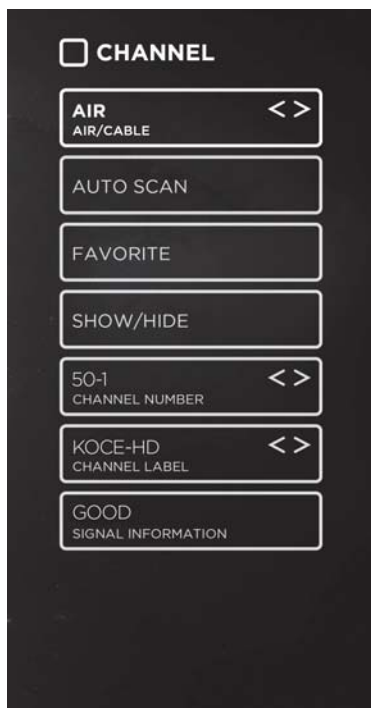 CHANNEL
AIR < >
AIR/CABLE
AUTO SCAN
FAVORITE
SHOW/HIDE
50-1 < >
CHANNEL NUMBER
KOCE-HD < >
CHANNEL LABEL
GOOD
SIGNAL INFORMATION